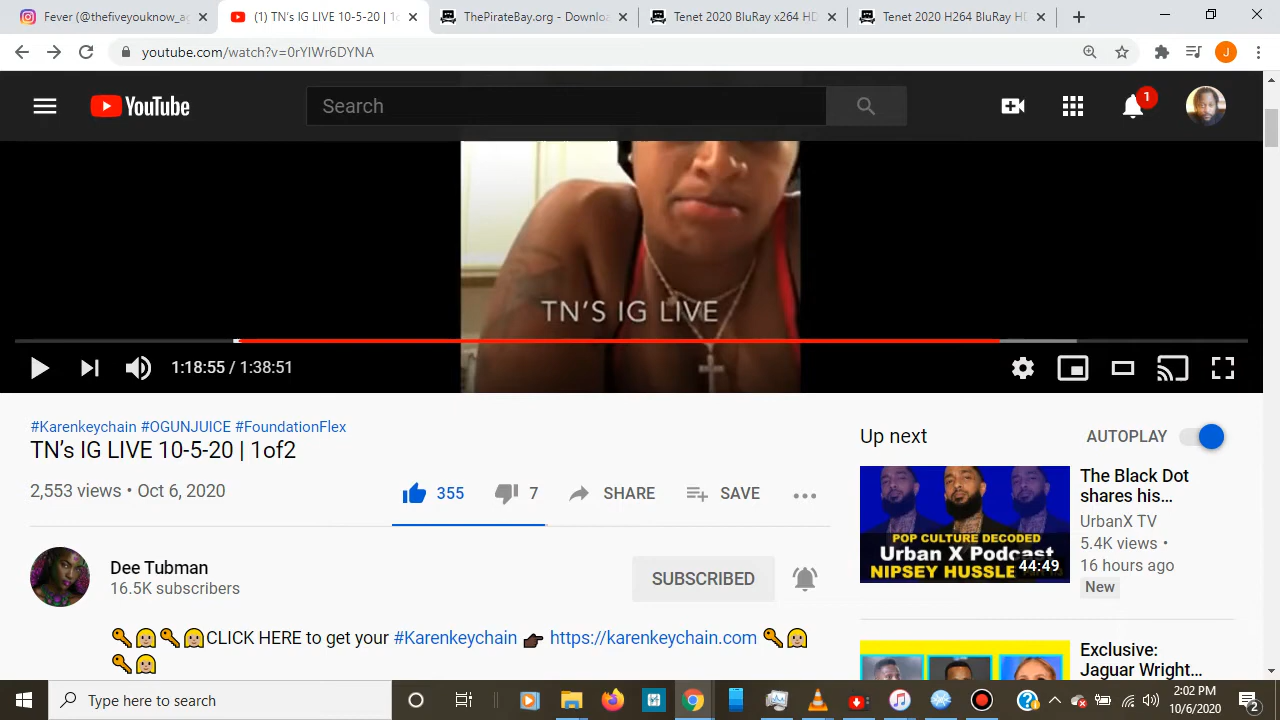 Fever (@thefiveyouknow_a
(1) TN's IG LIVE 10-5-20 | 1o
ThePirateBay.org - Downlo
Tenet 2020 BluRay x264 HD
Tenet 2020 H264 BluRay HD
youtube.com/watch?v=0rYIWr6DYNA
J
YouTube
Search
1
TN'S IG LIVE
1:18:55 / 1:38:51
#Karenkeychain #OGUNJUICE #FoundationFlex
TN's IG LIVE 10-5-20 | 1of2
2,553 views • Oct 6, 2020
355
7
SHARE
SAVE
Dee Tubman
16.5K subscribers
SUBSCRIBED
CLICK HERE to get your #Karenkeychain https://karenkeychain.com
Up next
AUTOPLAY
POP CULTURE DECODED
Urban X Podcast
NIPSEY HUSSLE
44:49
The Black Dot
shares his...
UrbanX TV
5.4K views •
16 hours ago
New
Exclusive:
Jaguar Wright...
Type here to search
2:02 PM
10/6/2020
2